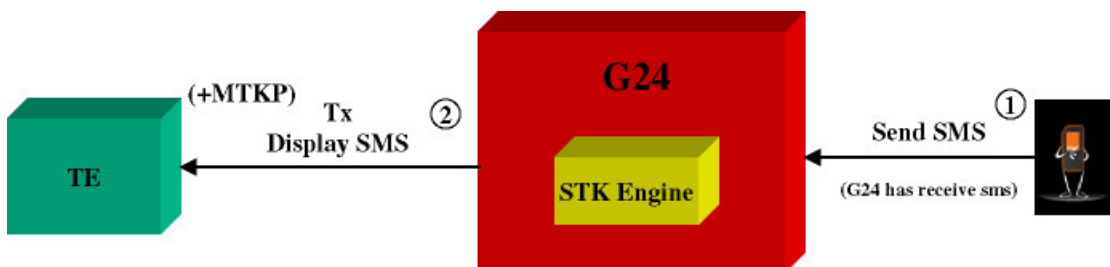 G24
(+MTKP)
Tx
②
①
Display SMS
Send SMS
TE
STK Engine
(G24 has receive sms)